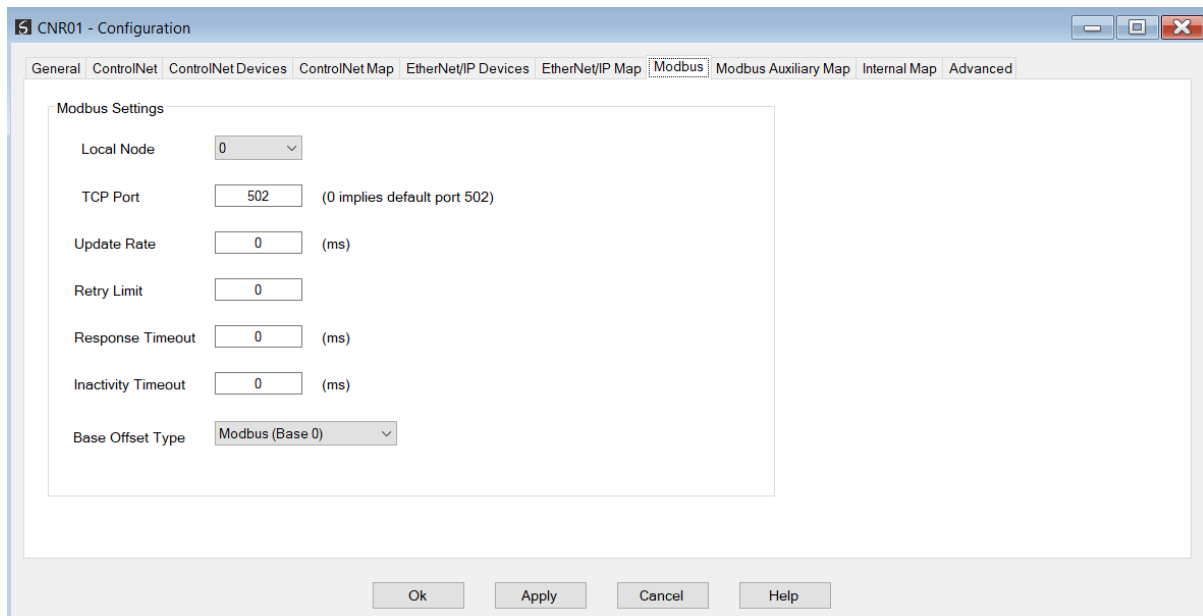 CNR01 - Configuration
General ControlNet ControlNet Devices ControlNet Map EtherNet/IP Devices EtherNet/IP Map Modbus Modbus Auxiliary Map Internal Map Advanced
Modbus Settings
Local Node 0
TCP Port 502 (0 implies default port 502)
Update Rate 0 (ms)
Retry Limit 0
Response Timeout 0 (ms)
Inactivity Timeout 0 (ms)
Base Offset Type Modbus (Base 0)
Ok Apply Cancel Help